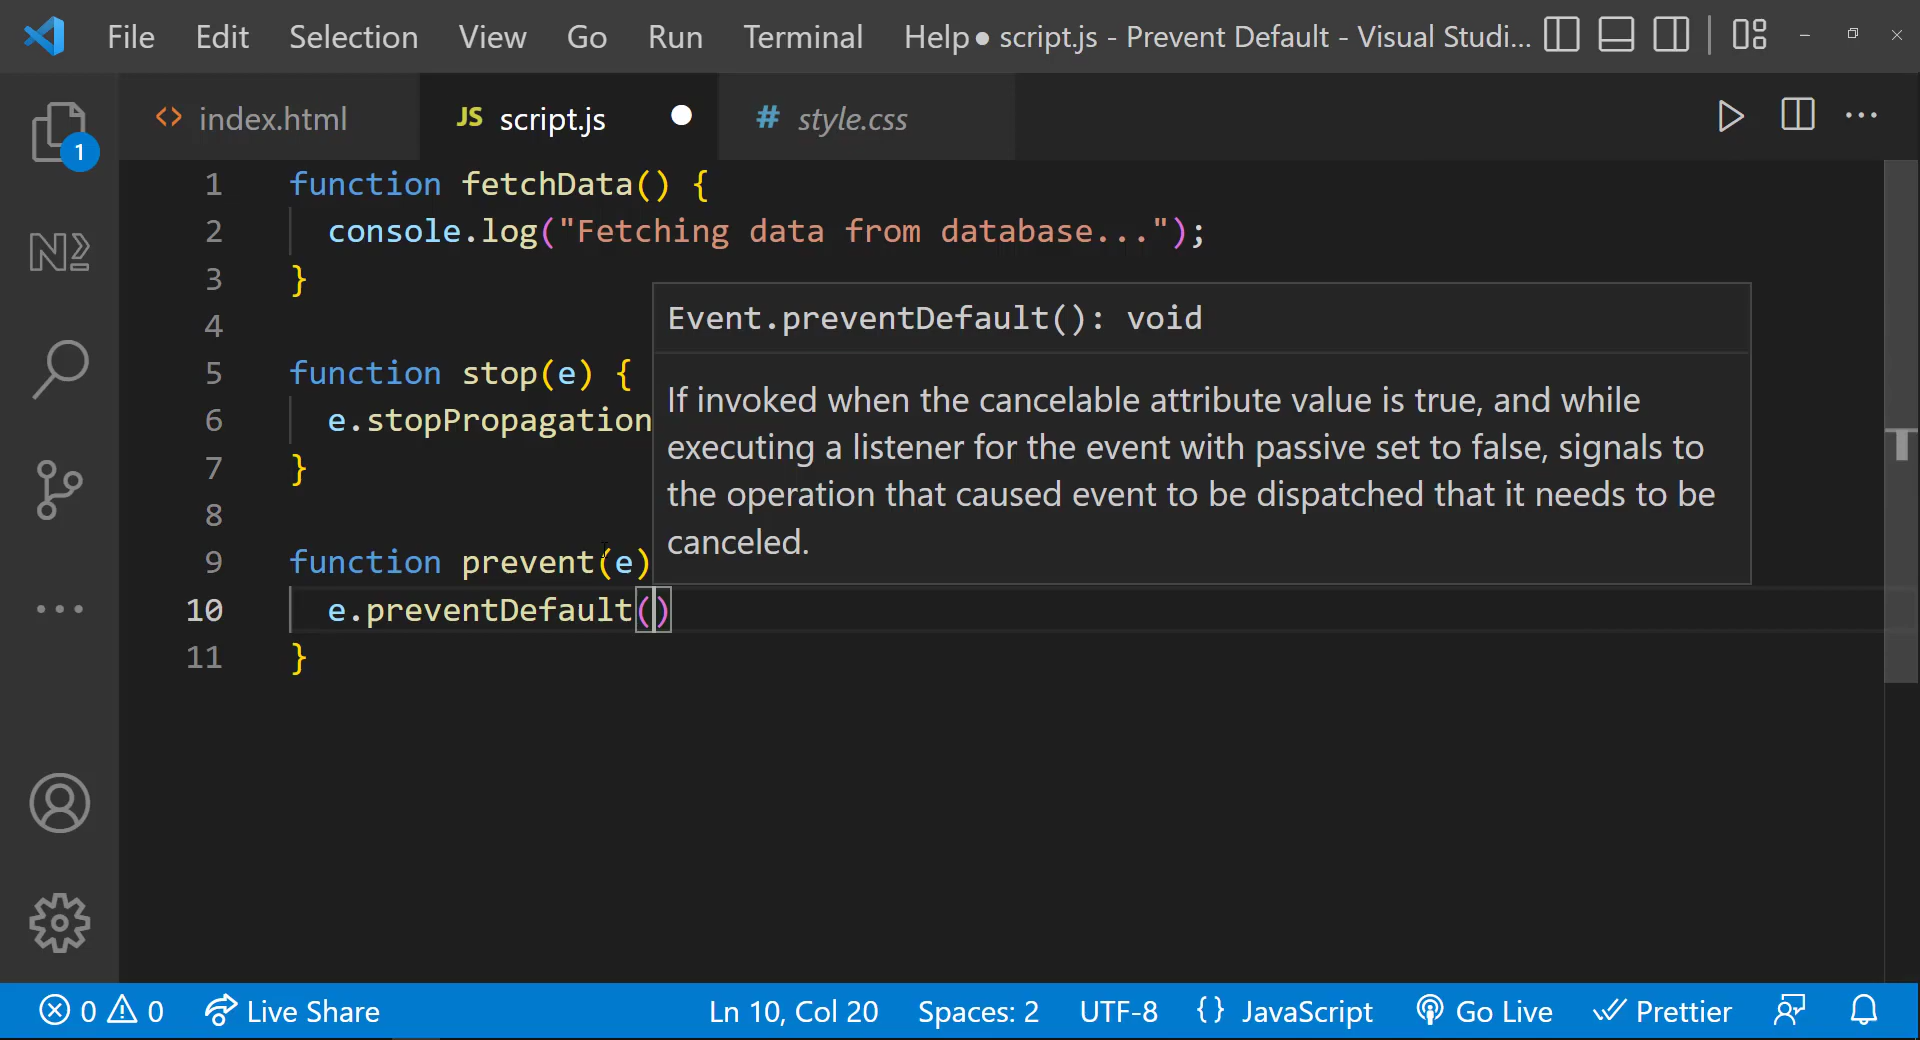 File Edit Selection View Go Run Terminal Help ● script.js - Prevent Default - Visual Studi...
<> index.html JS script.js # style.css
1
1 function fetchData() {
2 console.log("Fetching data from database...");
3 }
4
5 function stop(e) {
6 e.stopPropagation
7 }
8
9 function prevent(e)
10 e.preventDefault()
11 }
Event.preventDefault(): void
If invoked when the cancelable attribute value is true, and while
executing a listener for the event with passive set to false, signals to
the operation that caused event to be dispatched that it needs to be
canceled.
0 0 Live Share Ln 10, Col 20 Spaces: 2 UTF-8 {} JavaScript Go Live Prettier